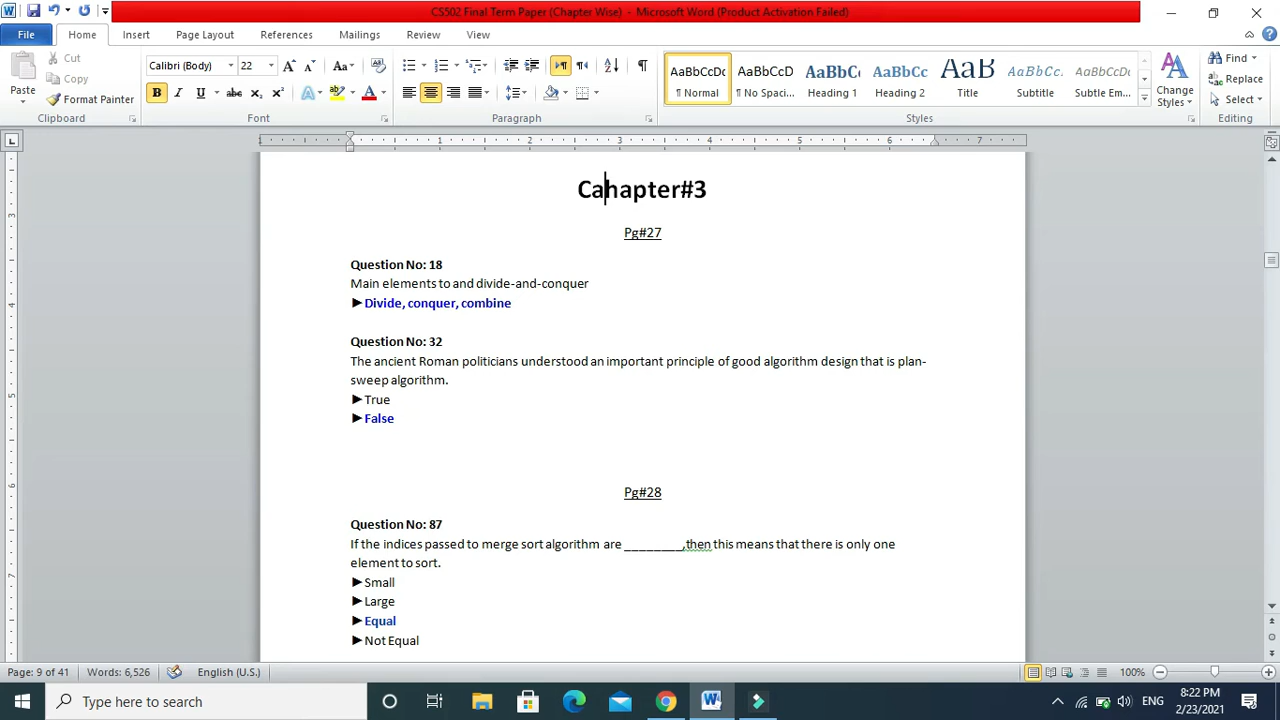 CS502 Final Term Paper (Chapter Wise) - Microsoft Word (Product Activation Failed)
File Home Insert Page Layout References Mailings Review View
Cut
Copy
Format Painter
Paste
Clipboard
Calibri (Body) 22
Font
Paragraph
AaBbCcDc AaBbCcD AaBbC AaBbCc AaB AaBbCc. AaBbCcD
¶ Normal ¶ No Spaci... Heading 1 Heading 2 Title Subtitle Subtle Em...
Styles
Change Styles
Find
Replace
Select
Editing
Cahapter#3
Pg#27
Question No: 18
Main elements to and divide-and-conquer
►Divide, conquer, combine
Question No: 32
The ancient Roman politicians understood an important principle of good algorithm design that is plan-
sweep algorithm.
►True
►False
Pg#28
Question No: 87
If the indices passed to merge sort algorithm are ________,then this means that there is only one
element to sort.
►Small
►Large
►Equal
►Not Equal
Page: 9 of 41 Words: 6,526 English (U.S.) 100%
Type here to search
ENG
8:22 PM
2/23/2021